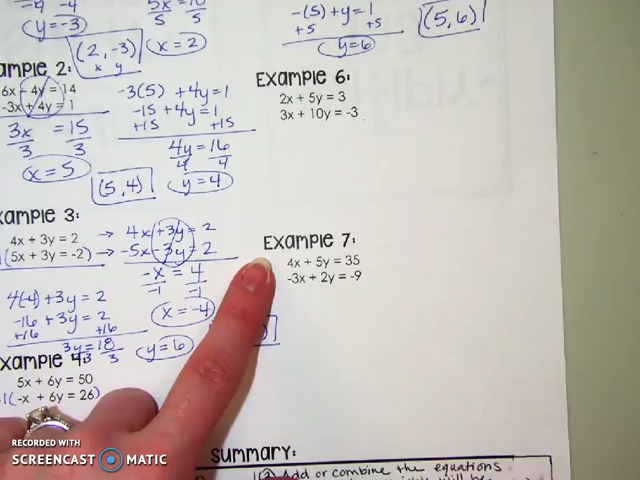 y=-3
(2, -3)
x y
x=2
5x=10
5 5
-(5)+y=1
+5 +5
y=6
(5,6)
ample 2:
6x - 4y = 14
-3x + 4y = 1
3x = 15
3 3
x=5
-3(5) +4y=1
-15 +4y=1
+15 +15
4y=16
4 4
y=4
(5,4)
xample 3:
4x + 3y = 2
(5x + 3y = -2)
→ 4x+3y=2
→ -5x-3y=2
-x = 4
-1 -1
x=-4
4(-4)+3y=2
-16 +3y=2
+16 +16
3y=18
3 3
y=6
xample 4:
5x + 6y = 50
-1(-x + 6y = 26)
Example 6:
2x + 5y = 3
3x + 10y = -3
Example 7:
4x + 5y = 35
-3x + 2y = -9
summary:
② Add or combine the equations
RECORDED WITH
SCREENCAST MATIC